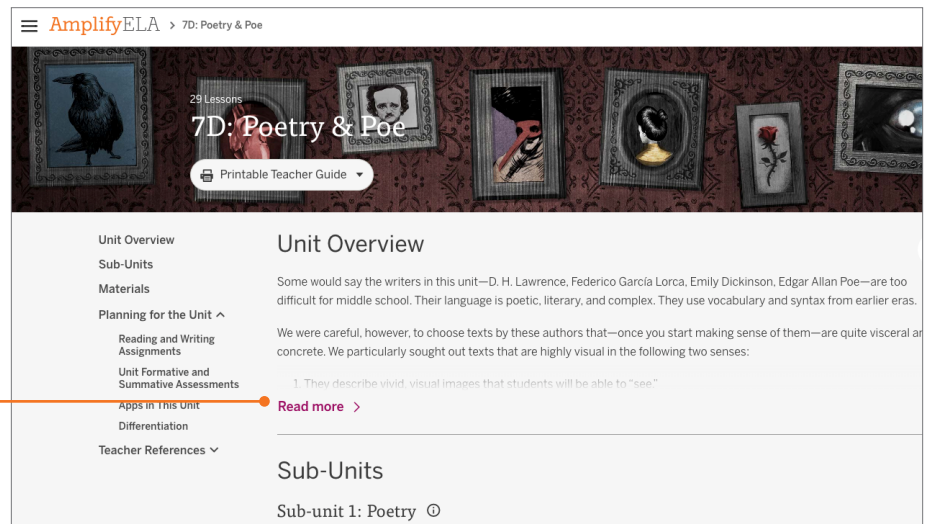 AmplifyELA > 7D: Poetry & Poe
29 Lessons
7D: Poetry & Poe
Printable Teacher Guide
Unit Overview
Sub-Units
Materials
Planning for the Unit
Reading and Writing
Assignments
Unit Formative and
Summative Assessments
Apps in This Unit
Differentiation
Teacher References
Unit Overview
Some would say the writers in this unit—D. H. Lawrence, Federico García Lorca, Emily Dickinson, Edgar Allan Poe—are too
difficult for middle school. Their language is poetic, literary, and complex. They use vocabulary and syntax from earlier eras.
We were careful, however, to choose texts by these authors that—once you start making sense of them—are quite visceral
concrete. We particularly sought out texts that are highly visual in the following two senses:
1. They describe vivid, visual images that students will be able to “see.”
Read more >
Sub-Units
Sub-unit 1: Poetry